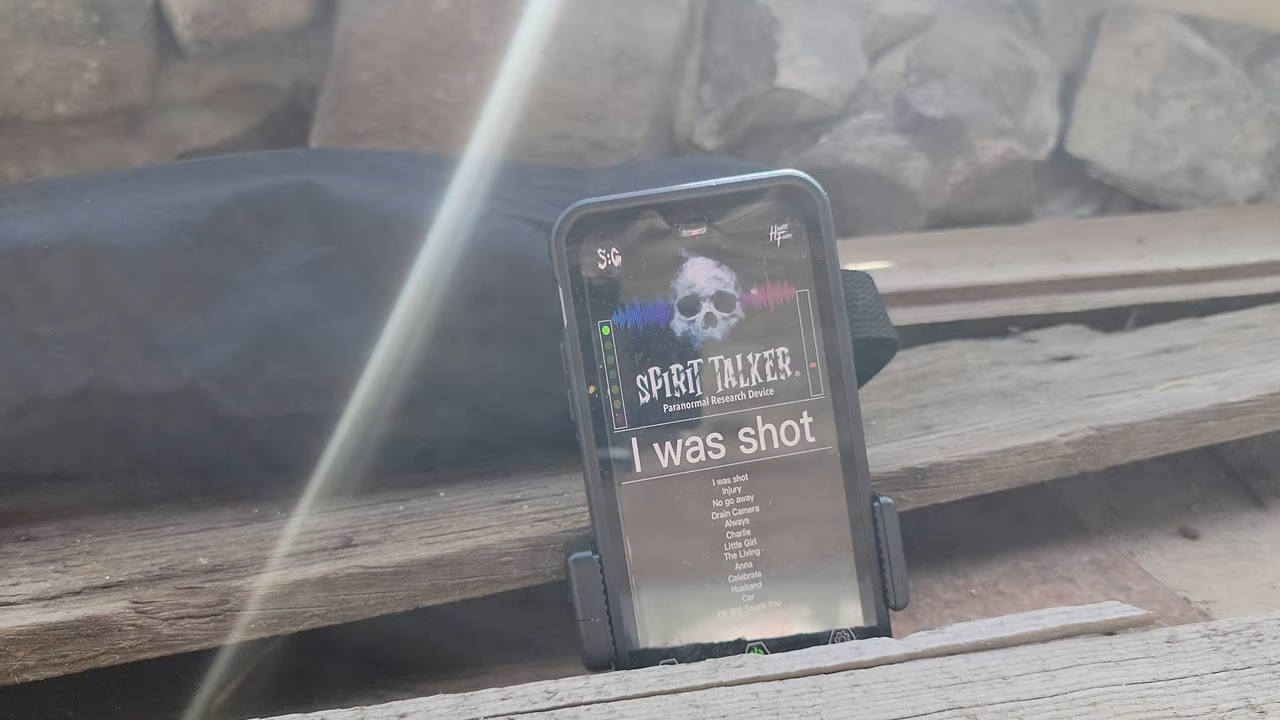 S:G
SPIRIT TALKER®
Paranormal Research Device
I was shot
I was shot
Injury
No go away
Drain Camera
Always
Charlie
Little Girl
The Living
Anna
Celebrate
Husband
Car
He Will Touch You